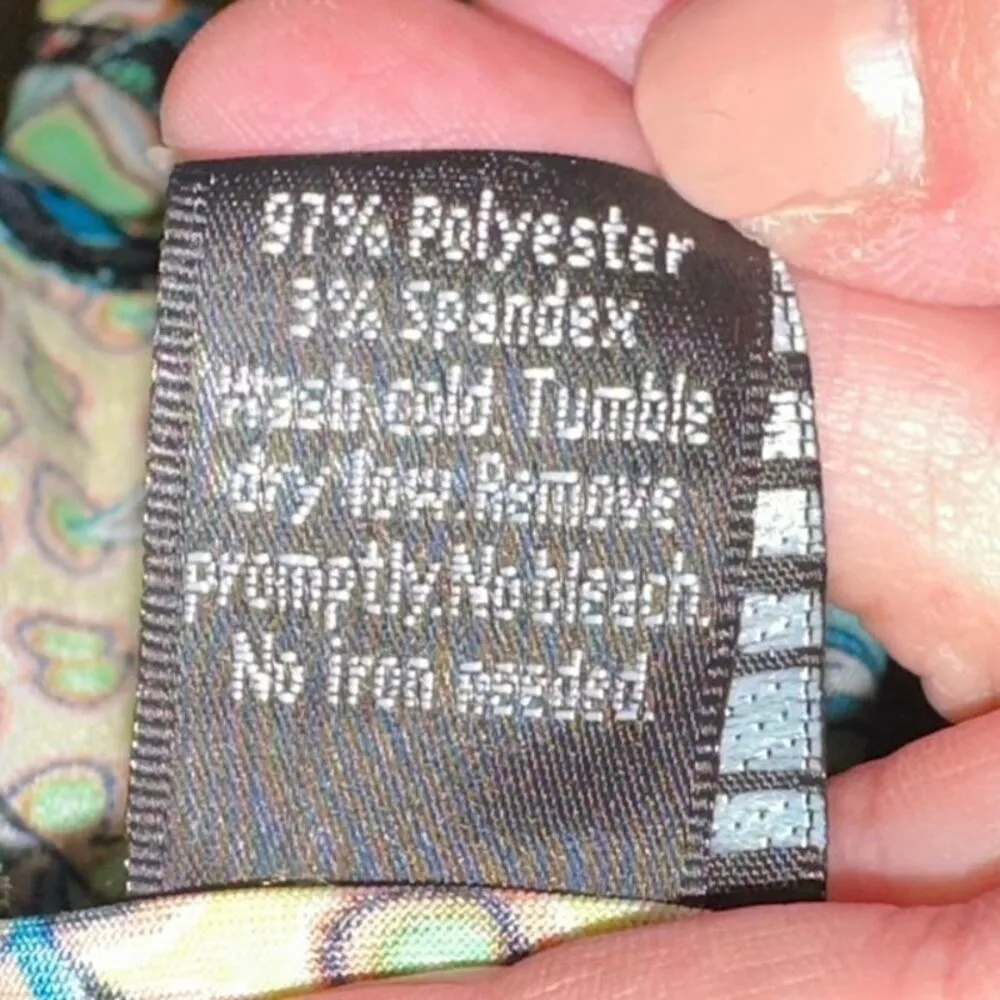 97% Polyester
3% Spandex
Wash cold. Tumble
dry low. Remove
promptly. No bleach.
No iron needed.